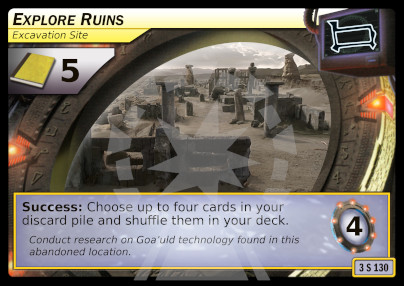 EXPLORE RUINS
Excavation Site
5
Success: Choose up to four cards in your
discard pile and shuffle them in your deck.
Conduct research on Goa'uld technology found in this
abandoned location.
4
3 S 130